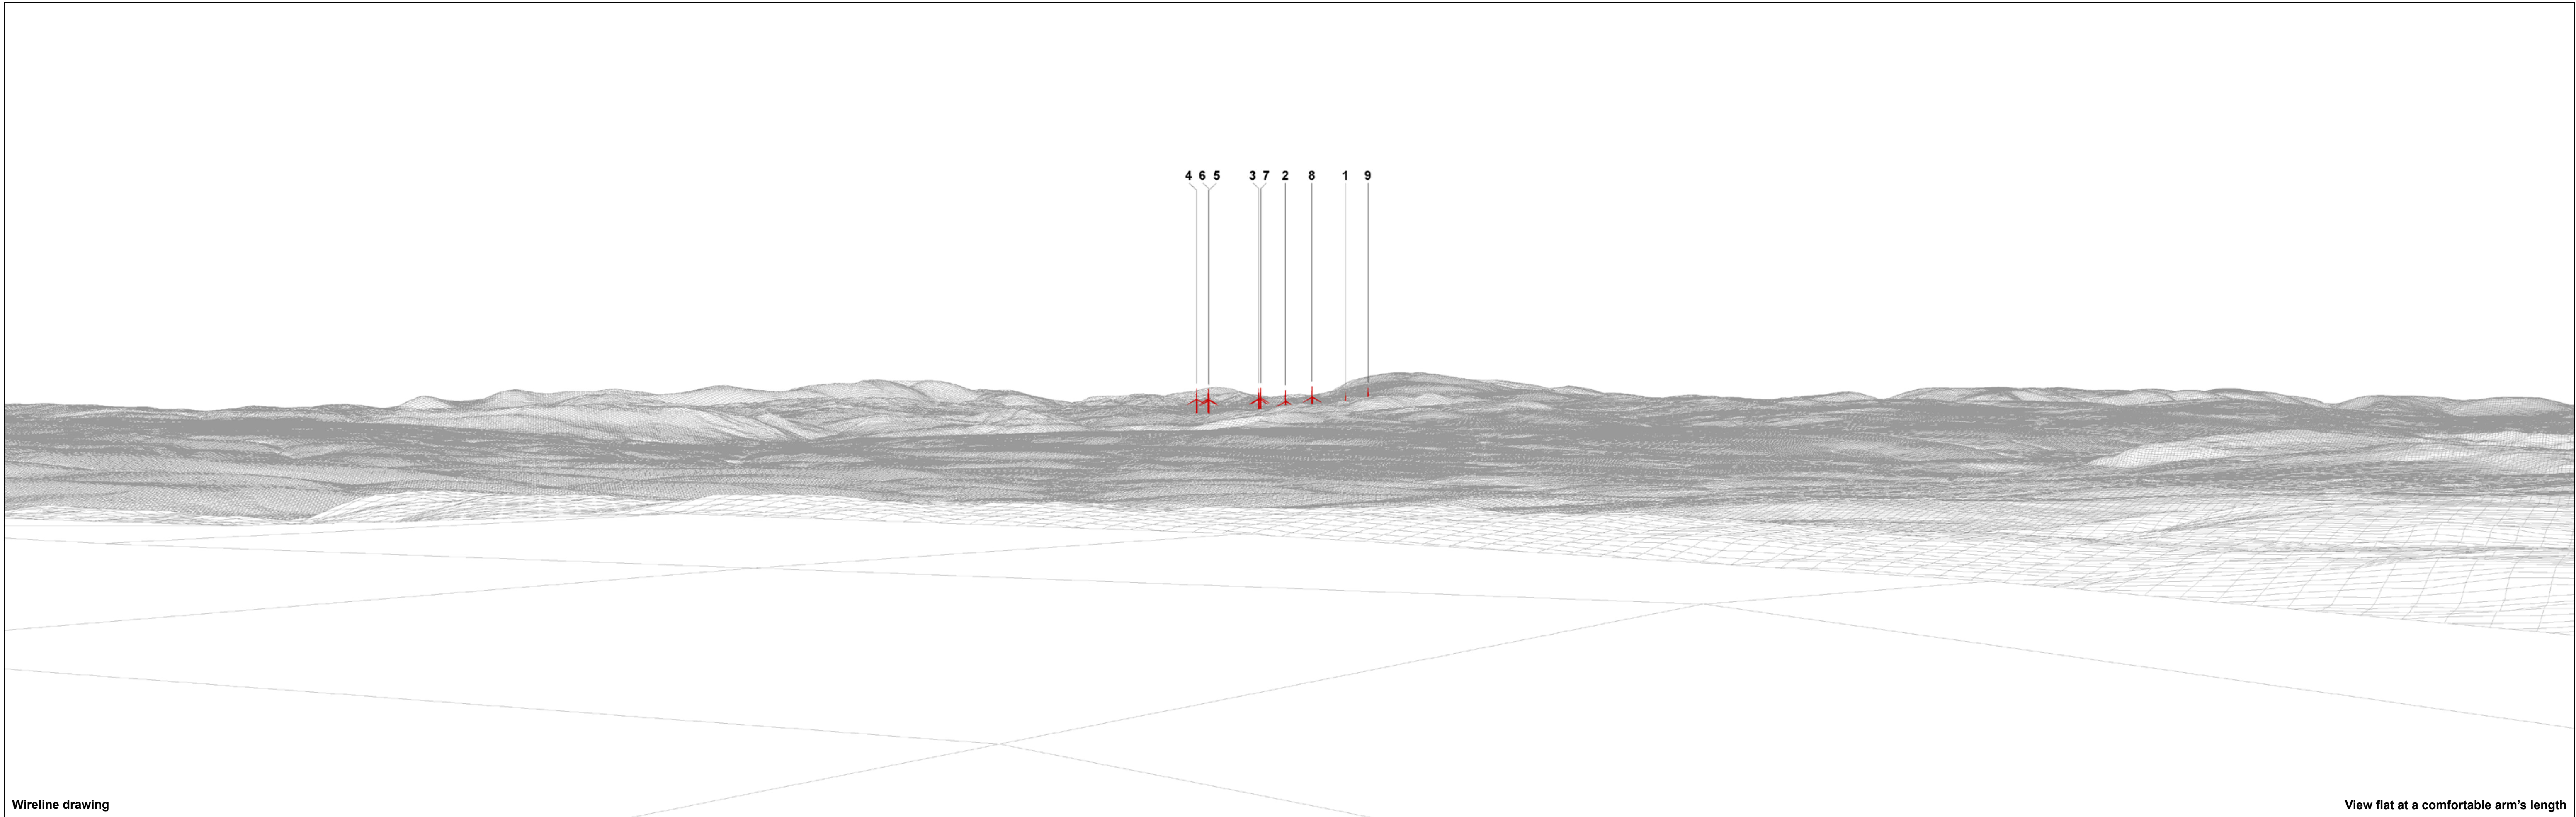 4 6 5 3 7 2 8 1 9
Wireline drawing
View flat at a comfortable arm’s length